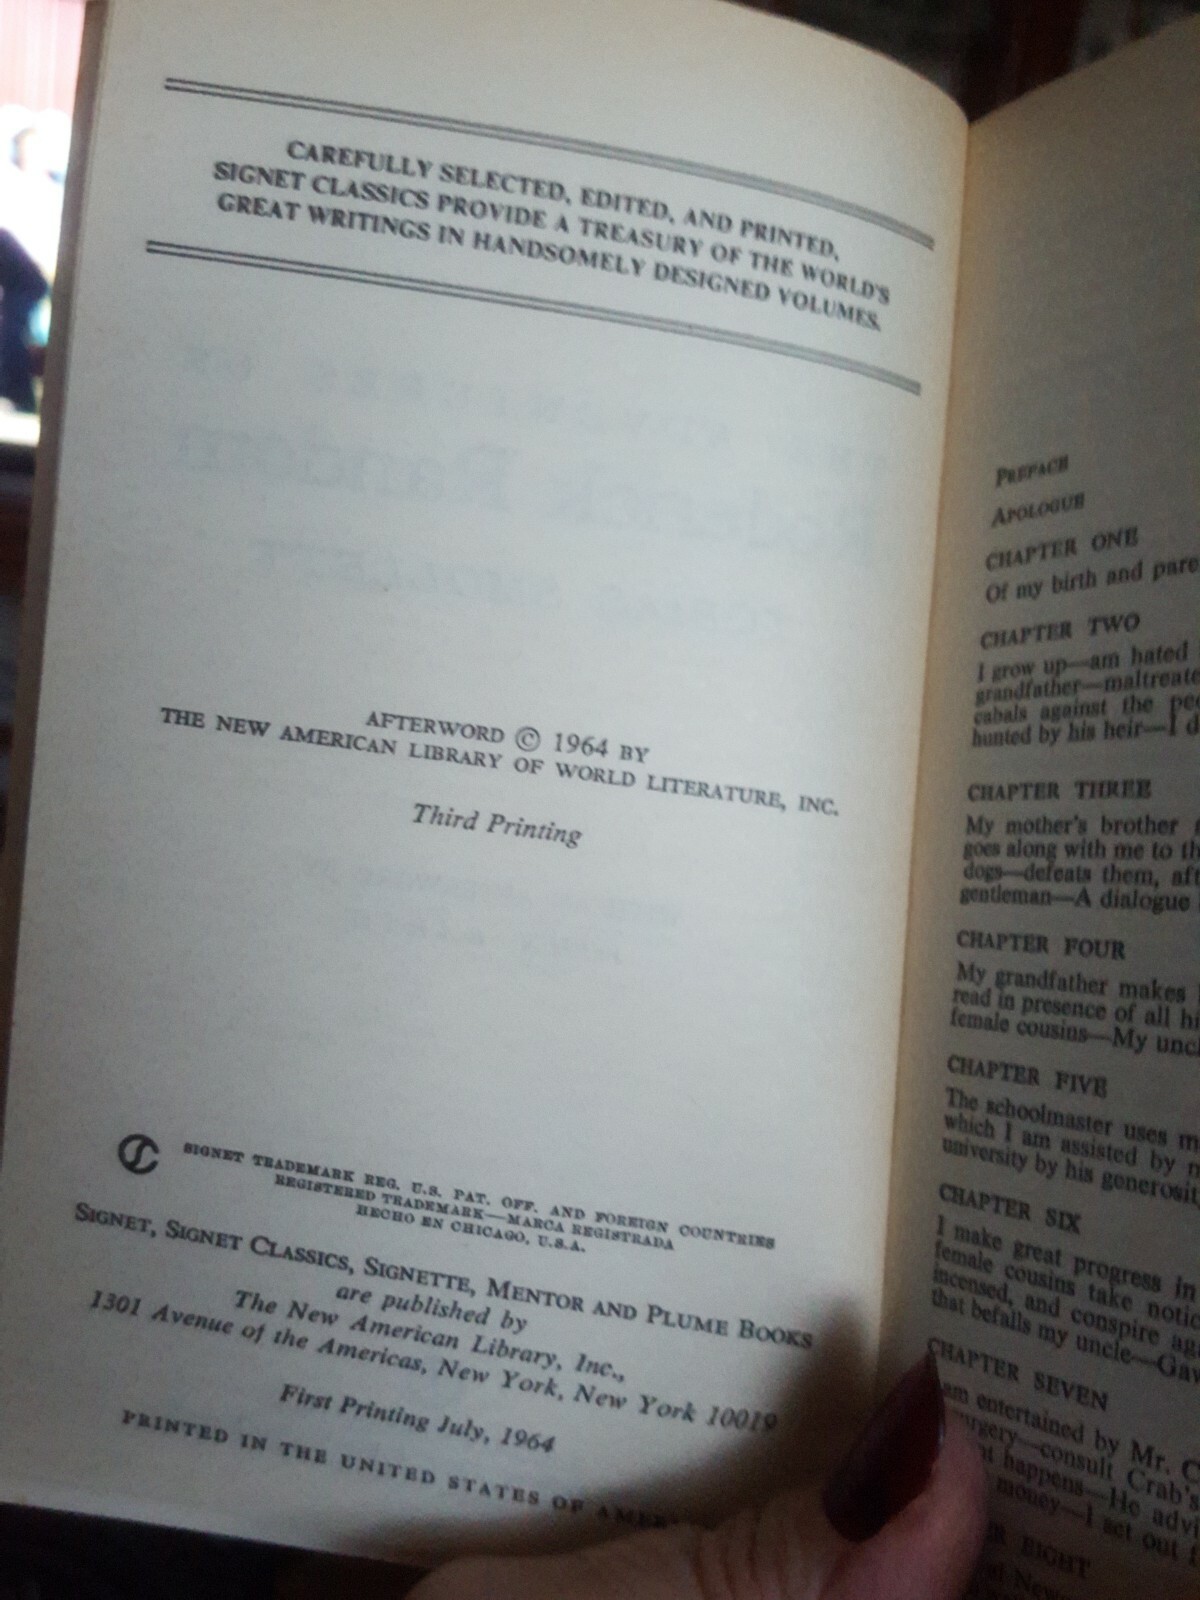 CAREFULLY SELECTED, EDITED, AND PRINTED,
SIGNET CLASSICS PROVIDE A TREASURY OF THE WORLD'S
GREAT WRITINGS IN HANDSOMELY DESIGNED VOLUMES.
AFTERWORD © 1964 BY
THE NEW AMERICAN LIBRARY OF WORLD LITERATURE, INC.
Third Printing
SIGNET TRADEMARK REG. U.S. PAT. OFF. AND FOREIGN COUNTRIES
REGISTERED TRADEMARK—MARCA REGISTRADA
HECHO EN CHICAGO, U.S.A.
SIGNET, SIGNET CLASSICS, SIGNETTE, MENTOR AND PLUME BOOKS
are published by
The New American Library, Inc.,
1301 Avenue of the Americas, New York, New York 10019
First Printing July, 1964
PRINTED IN THE UNITED STATES OF
PREFACE
APOLOGUE
CHAPTER ONE
Of my birth and
CHAPTER TWO
I grow up—am hated
grandfather—
cabals against the
hunted by his heir—I
CHAPTER THREE
My mother's brother
goes along with me to
dogs—defeats them,
gentleman—A dialogue
CHAPTER FOUR
My grandfather makes
read in presence of all
female cousins—My
CHAPTER FIVE
The schoolmaster uses
which I am assisted by
university by his
CHAPTER SIX
I make great progress in
female cousins take
incensed, and conspire
that befalls my uncle—
CHAPTER SEVEN
am entertained by Mr.
consult Crab's
happens—He
money—I set out
EIGHT